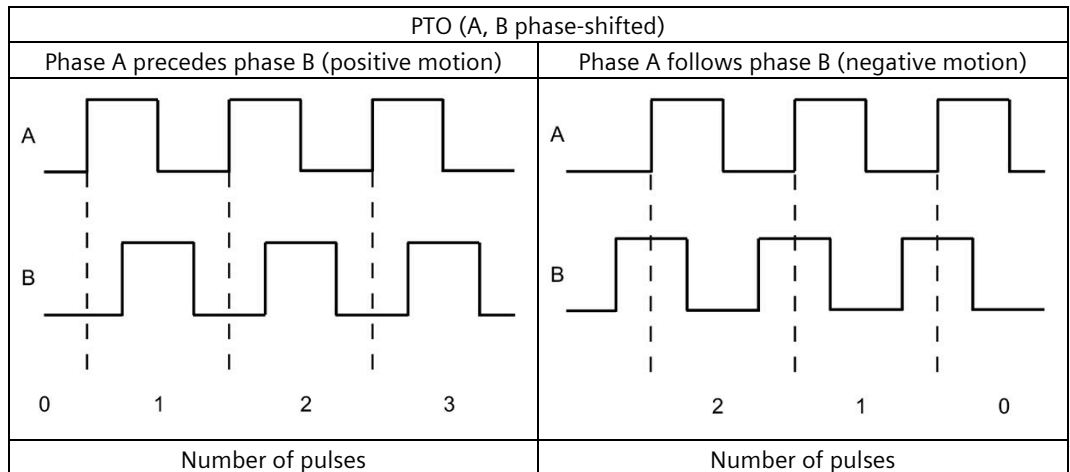 PTO (A, B phase-shifted)
Phase A precedes phase B (positive motion)
Phase A follows phase B (negative motion)
A
B
0 1 2 3
A
B
2 1 0
Number of pulses
Number of pulses